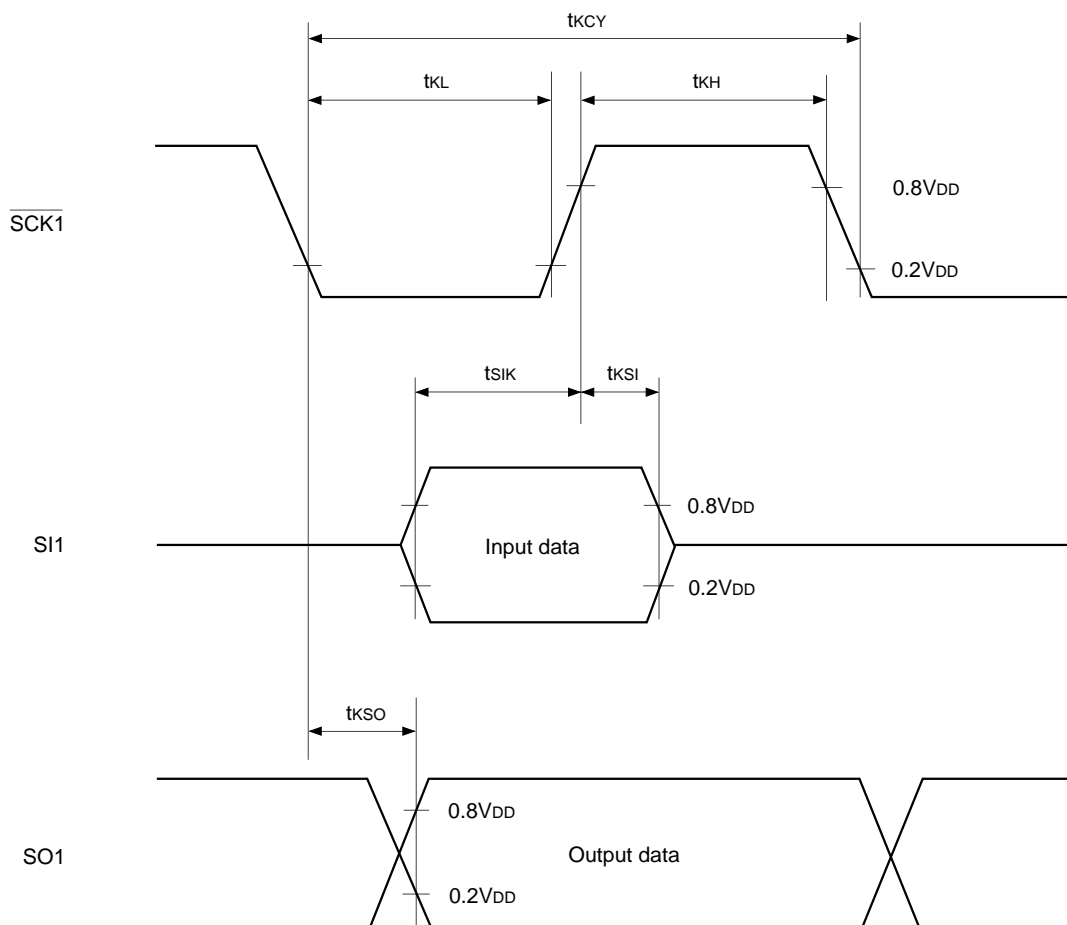 tKCY
tKL
tKH
SCK1
0.8VDD
0.2VDD
tSIK
tKSI
SI1
Input data
0.8VDD
0.2VDD
tKSO
SO1
0.8VDD
Output data
0.2VDD